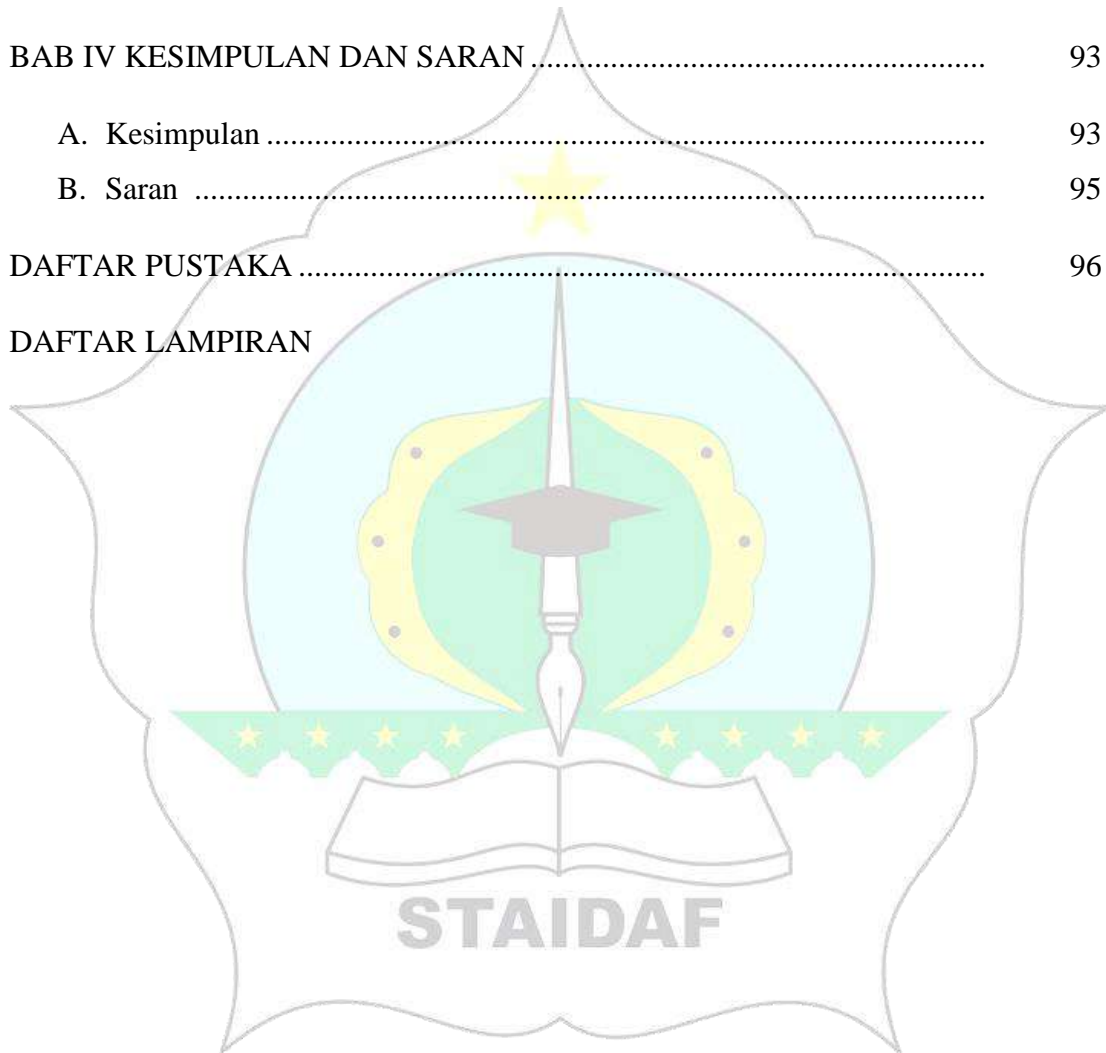 BAB IV KESIMPULAN DAN SARAN ........................................................ 93
A. Kesimpulan ........................................................................................ 93
B. Saran ................................................................................................. 95
DAFTAR PUSTAKA ..................................................................................... 96
DAFTAR LAMPIRAN
STAIDAF